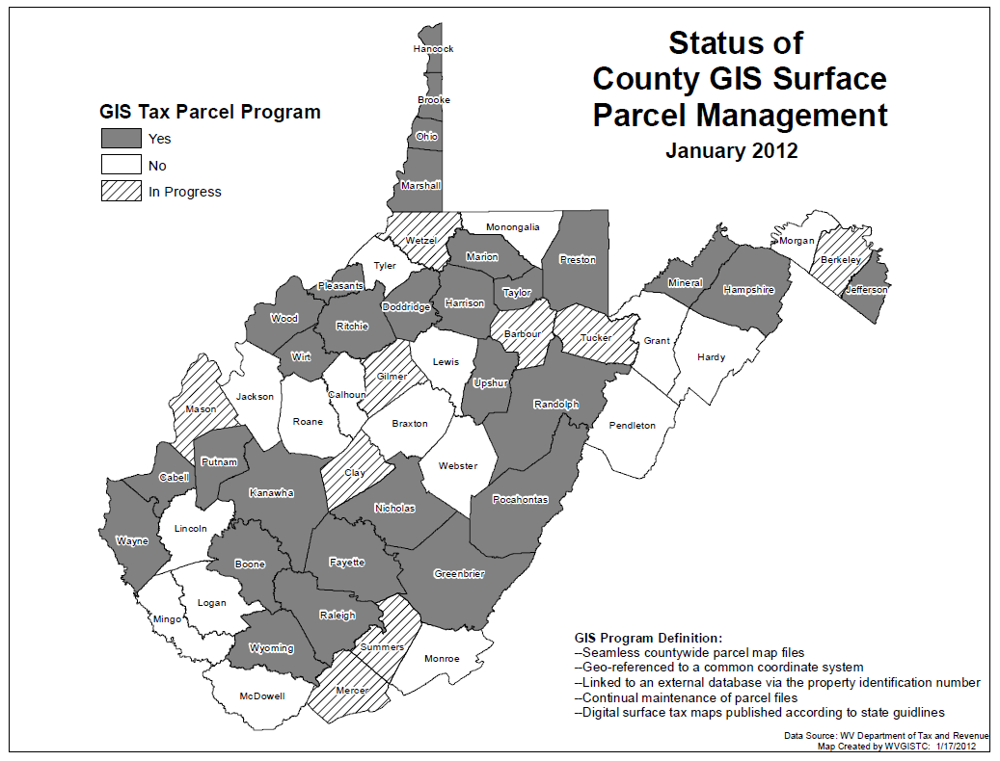 Status of
County GIS Surface
Parcel Management
January 2012
GIS Tax Parcel Program
Yes
No
In Progress
Hancock
Brooke
Ohio
Marshall
Wetzel
Monongalia
Marion
Preston
Morgan
Berkeley
Jefferson
Tyler
Pleasants
Doddridge
Harrison
Taylor
Mineral
Hampshire
Wood
Ritchie
Barbour
Tucker
Grant
Hardy
Wirt
Lewis
Gilmer
Upshur
Jackson
Calhoun
Randolph
Mason
Roane
Braxton
Pendleton
Putnam
Cabell
Clay
Webster
Kanawha
Nicholas
Pocahontas
Lincoln
Wayne
Boone
Fayette
Greenbrier
Logan
Mingo
Raleigh
Wyoming
Summers
Monroe
Mercer
McDowell
GIS Program Definition:
--Seamless countywide parcel map files
--Geo-referenced to a common coordinate system
--Linked to an external database via the property identification number
--Continual maintenance of parcel files
--Digital surface tax maps published according to state guidlines
Data Source: WV Department of Tax and Revenue
Map Created by WVGISTC: 1/17/2012